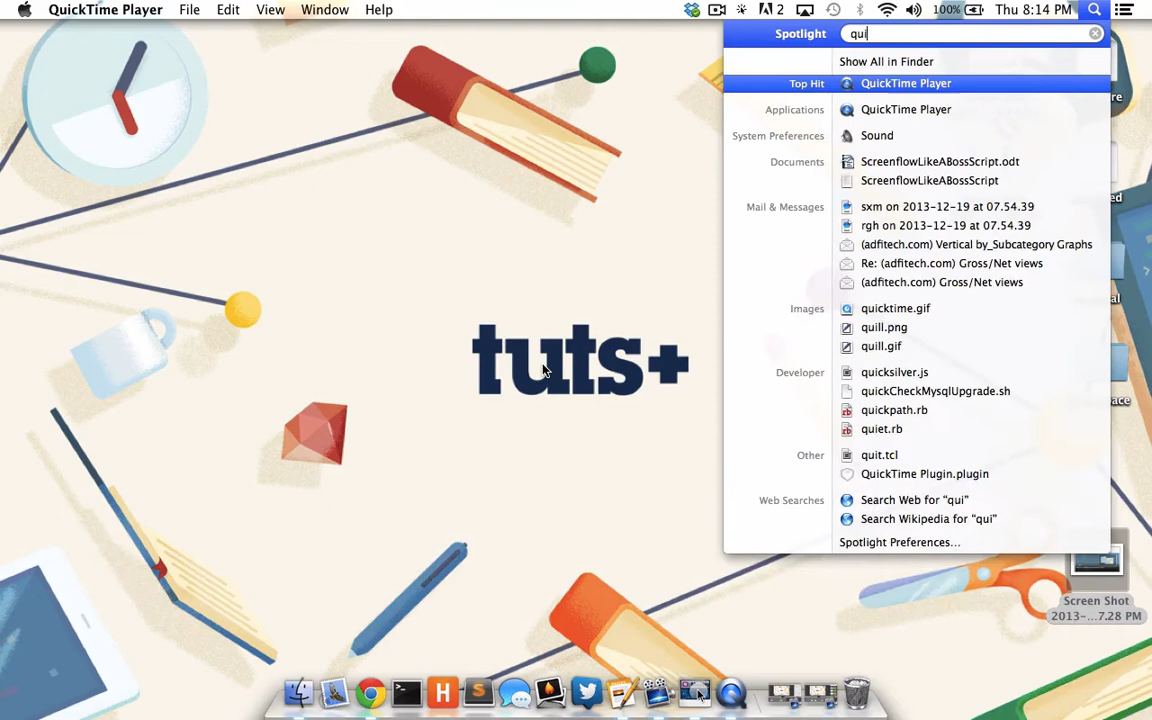 QuickTime Player File Edit View Window Help 2 100% Thu 8:14 PM
Spotlight qui
Show All in Finder
Top Hit QuickTime Player
Applications QuickTime Player
System Preferences Sound
Documents ScreenflowLikeABossScript.odt
ScreenflowLikeABossScript
Mail & Messages sxm on 2013-12-19 at 07.54.39
rgh on 2013-12-19 at 07.54.39
(adfitech.com) Vertical by_Subcategory Graphs
Re: (adfitech.com) Gross/Net views
(adfitech.com) Gross/Net views
Images quicktime.gif
quill.png
quill.gif
Developer quicksilver.js
quickCheckMysqlUpgrade.sh
quickpath.rb
quiet.rb
Other quit.tcl
QuickTime Plugin.plugin
Web Searches Search Web for “qui”
Search Wikipedia for “qui”
Spotlight Preferences...
tuts+
Screen Shot
2013-...7.28 PM
H
S